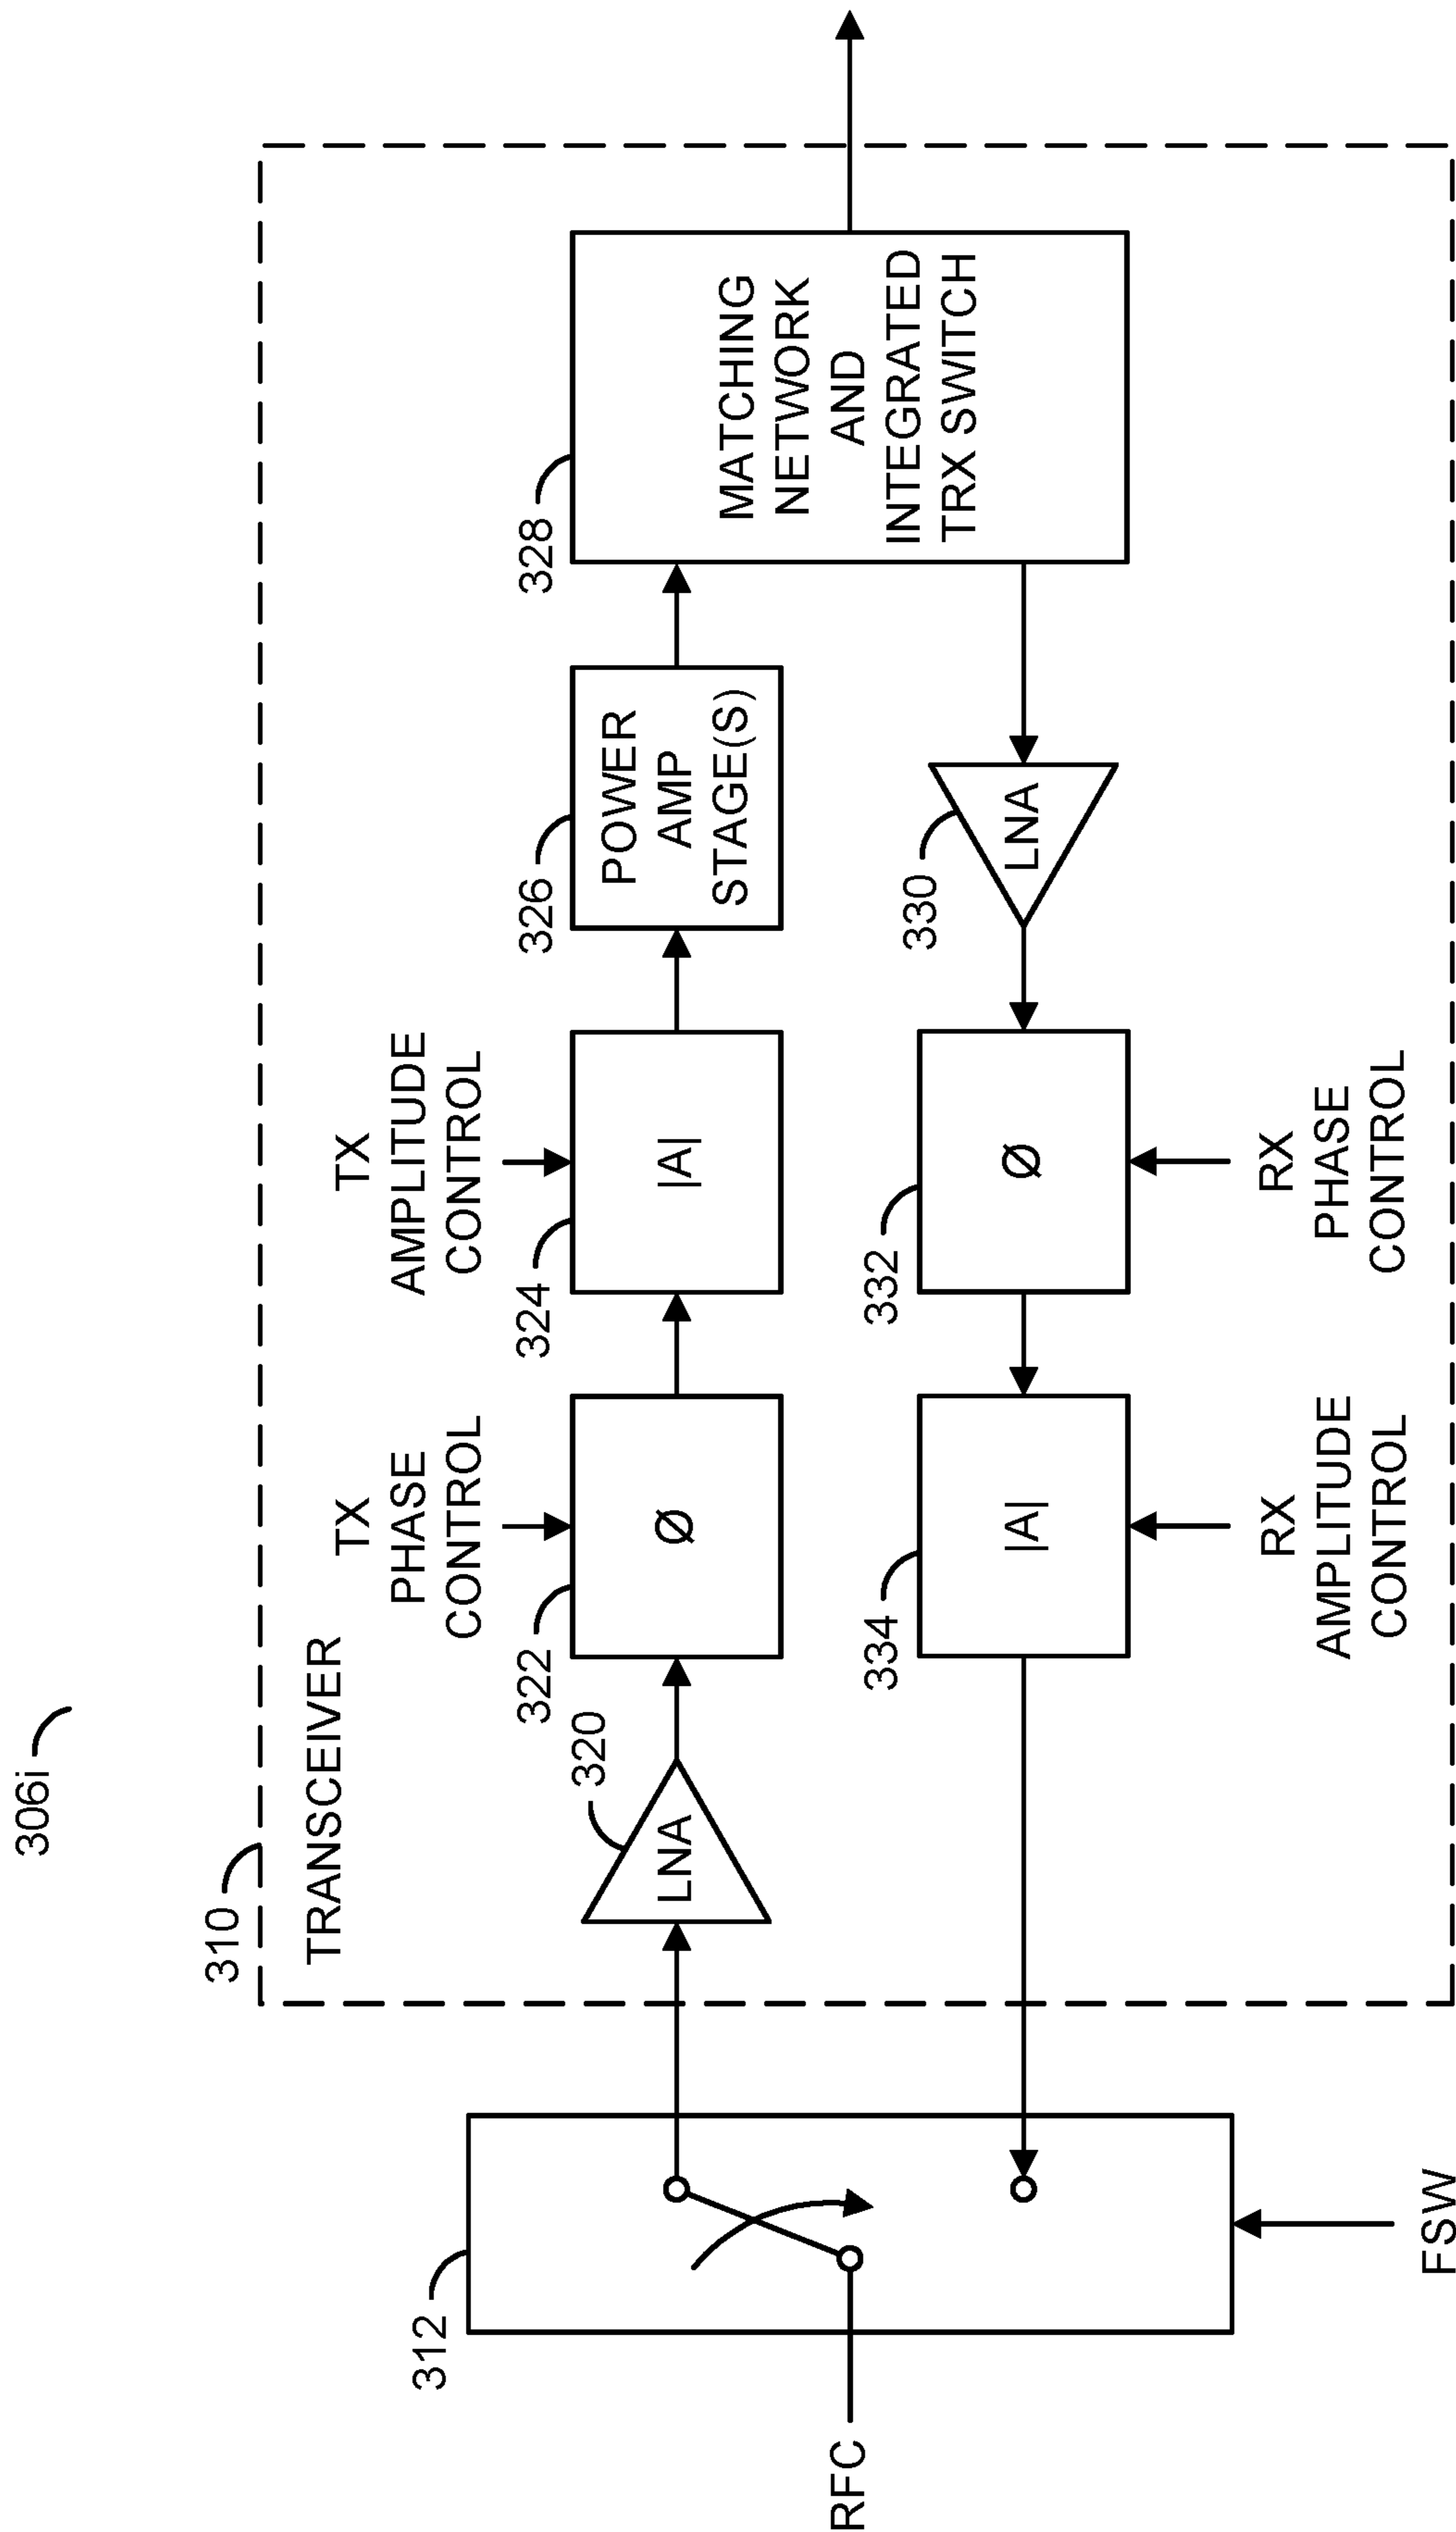 306i
310
TRANSCEIVER
TX
PHASE
CONTROL
TX
AMPLITUDE
CONTROL
312
RFC
FSW
320
LNA
322
Ø
324
|A|
326
POWER
AMP
STAGE(S)
328
MATCHING
NETWORK
AND
INTEGRATED
TRX SWITCH
334
|A|
332
Ø
330
LNA
RX
AMPLITUDE
CONTROL
RX
PHASE
CONTROL